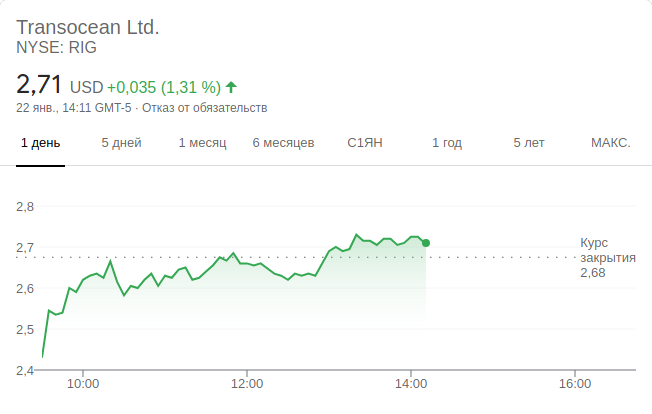 Transocean Ltd.
NYSE: RIG
2,71 USD +0,035 (1,31 %)
22 янв., 14:11 GMT-5 · Отказ от обязательств
1 день 5 дней 1 месяц 6 месяцев С1ЯН 1 год 5 лет МАКС.
2,8
2,7
2,6
2,5
2,4
Курс
закрытия
2,68
10:00 12:00 14:00 16:00